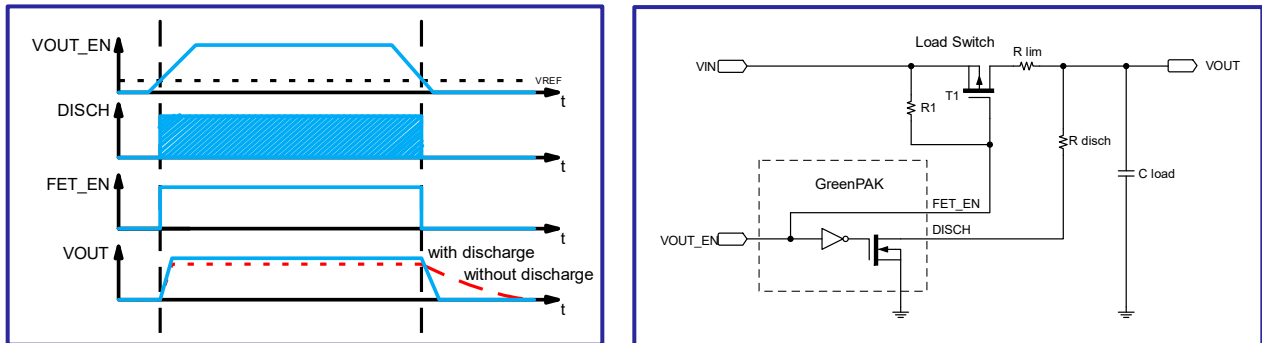 VOUT_EN
VREF
t
DISCH
t
FET_EN
t
VOUT
with discharge
without discharge
t
Load Switch
R lim
VIN
VOUT
T1
R1
R disch
C load
GreenPAK
FET_EN
VOUT_EN
DISCH